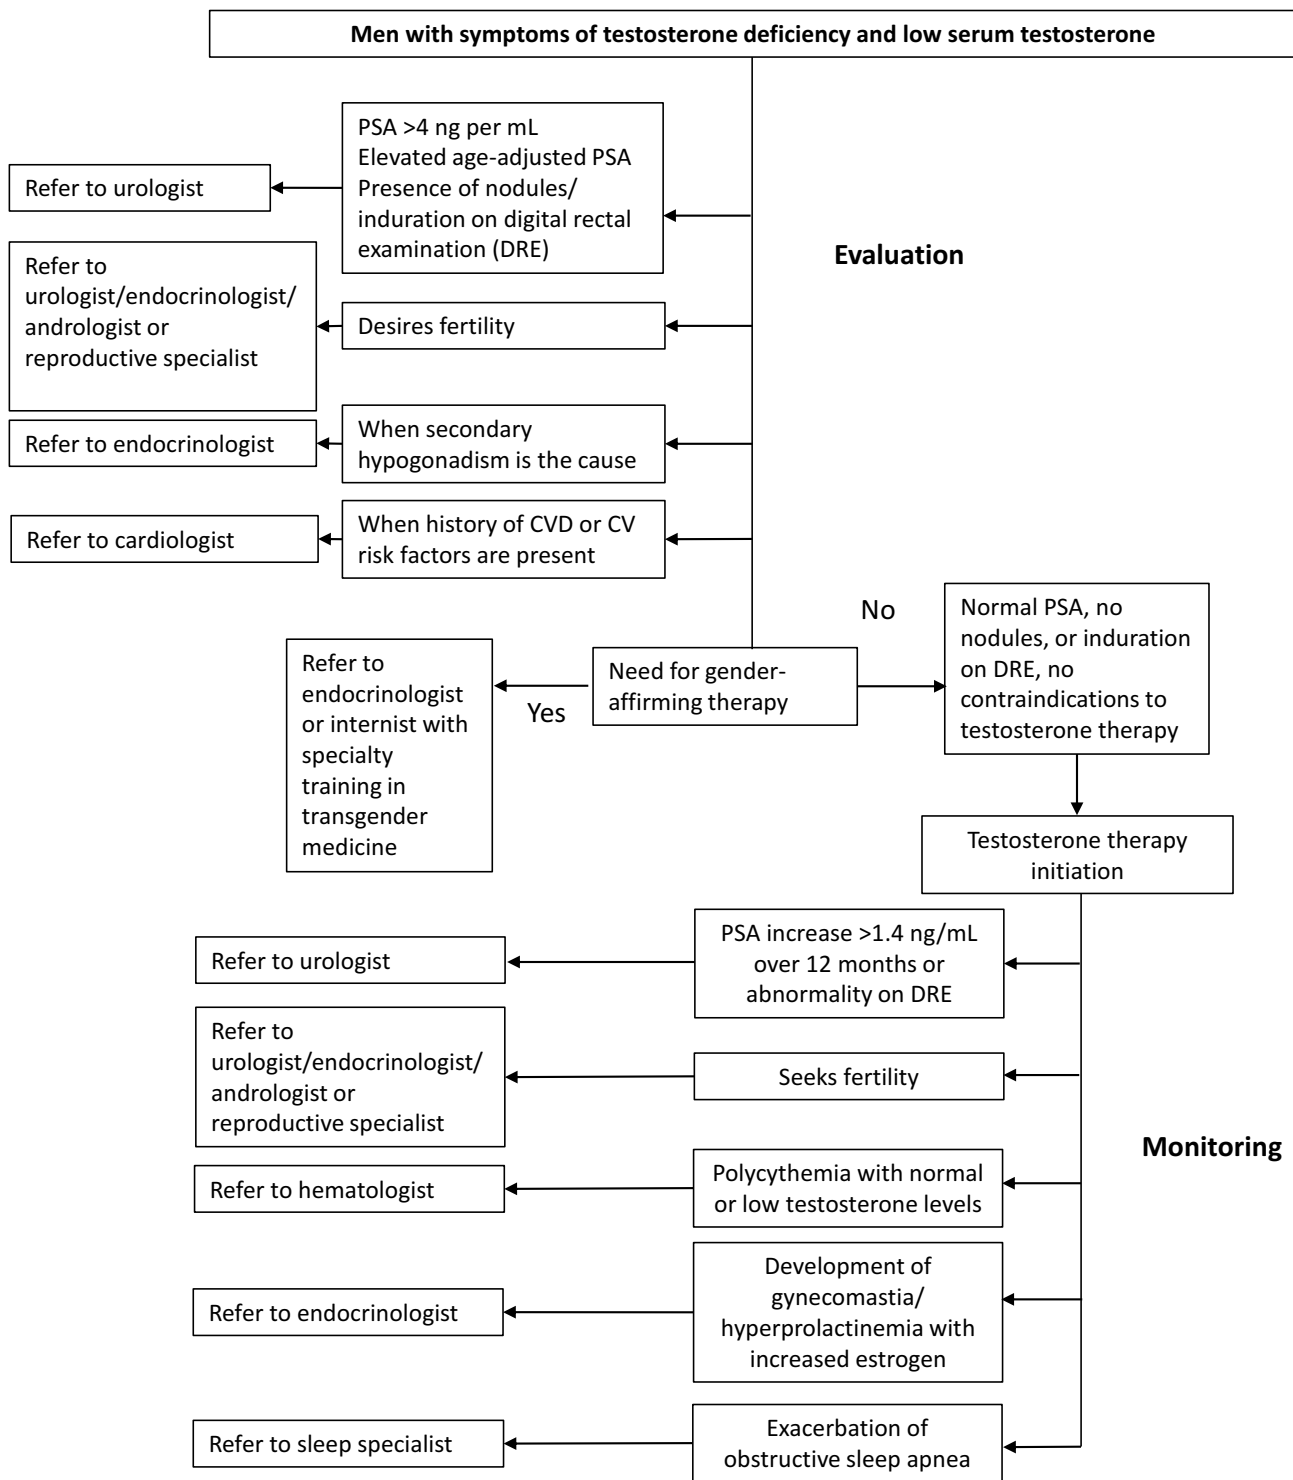 Men with symptoms of testosterone deficiency and low serum testosterone
PSA >4 ng per mL
Elevated age-adjusted PSA
Presence of nodules/
induration on digital rectal
examination (DRE)
Refer to urologist
Evaluation
Refer to
urologist/endocrinologist/
andrologist or
reproductive specialist
Desires fertility
Refer to endocrinologist
When secondary
hypogonadism is the cause
Refer to cardiologist
When history of CVD or CV
risk factors are present
Need for gender-
affirming therapy
Yes
Refer to
endocrinologist
or internist with
specialty
training in
transgender
medicine
No
Normal PSA, no
nodules, or induration
on DRE, no
contraindications to
testosterone therapy
Testosterone therapy
initiation
PSA increase >1.4 ng/mL
over 12 months or
abnormality on DRE
Refer to urologist
Refer to
urologist/endocrinologist/
andrologist or
reproductive specialist
Seeks fertility
Monitoring
Refer to hematologist
Polycythemia with normal
or low testosterone levels
Refer to endocrinologist
Development of
gynecomastia/
hyperprolactinemia with
increased estrogen
Refer to sleep specialist
Exacerbation of
obstructive sleep apnea